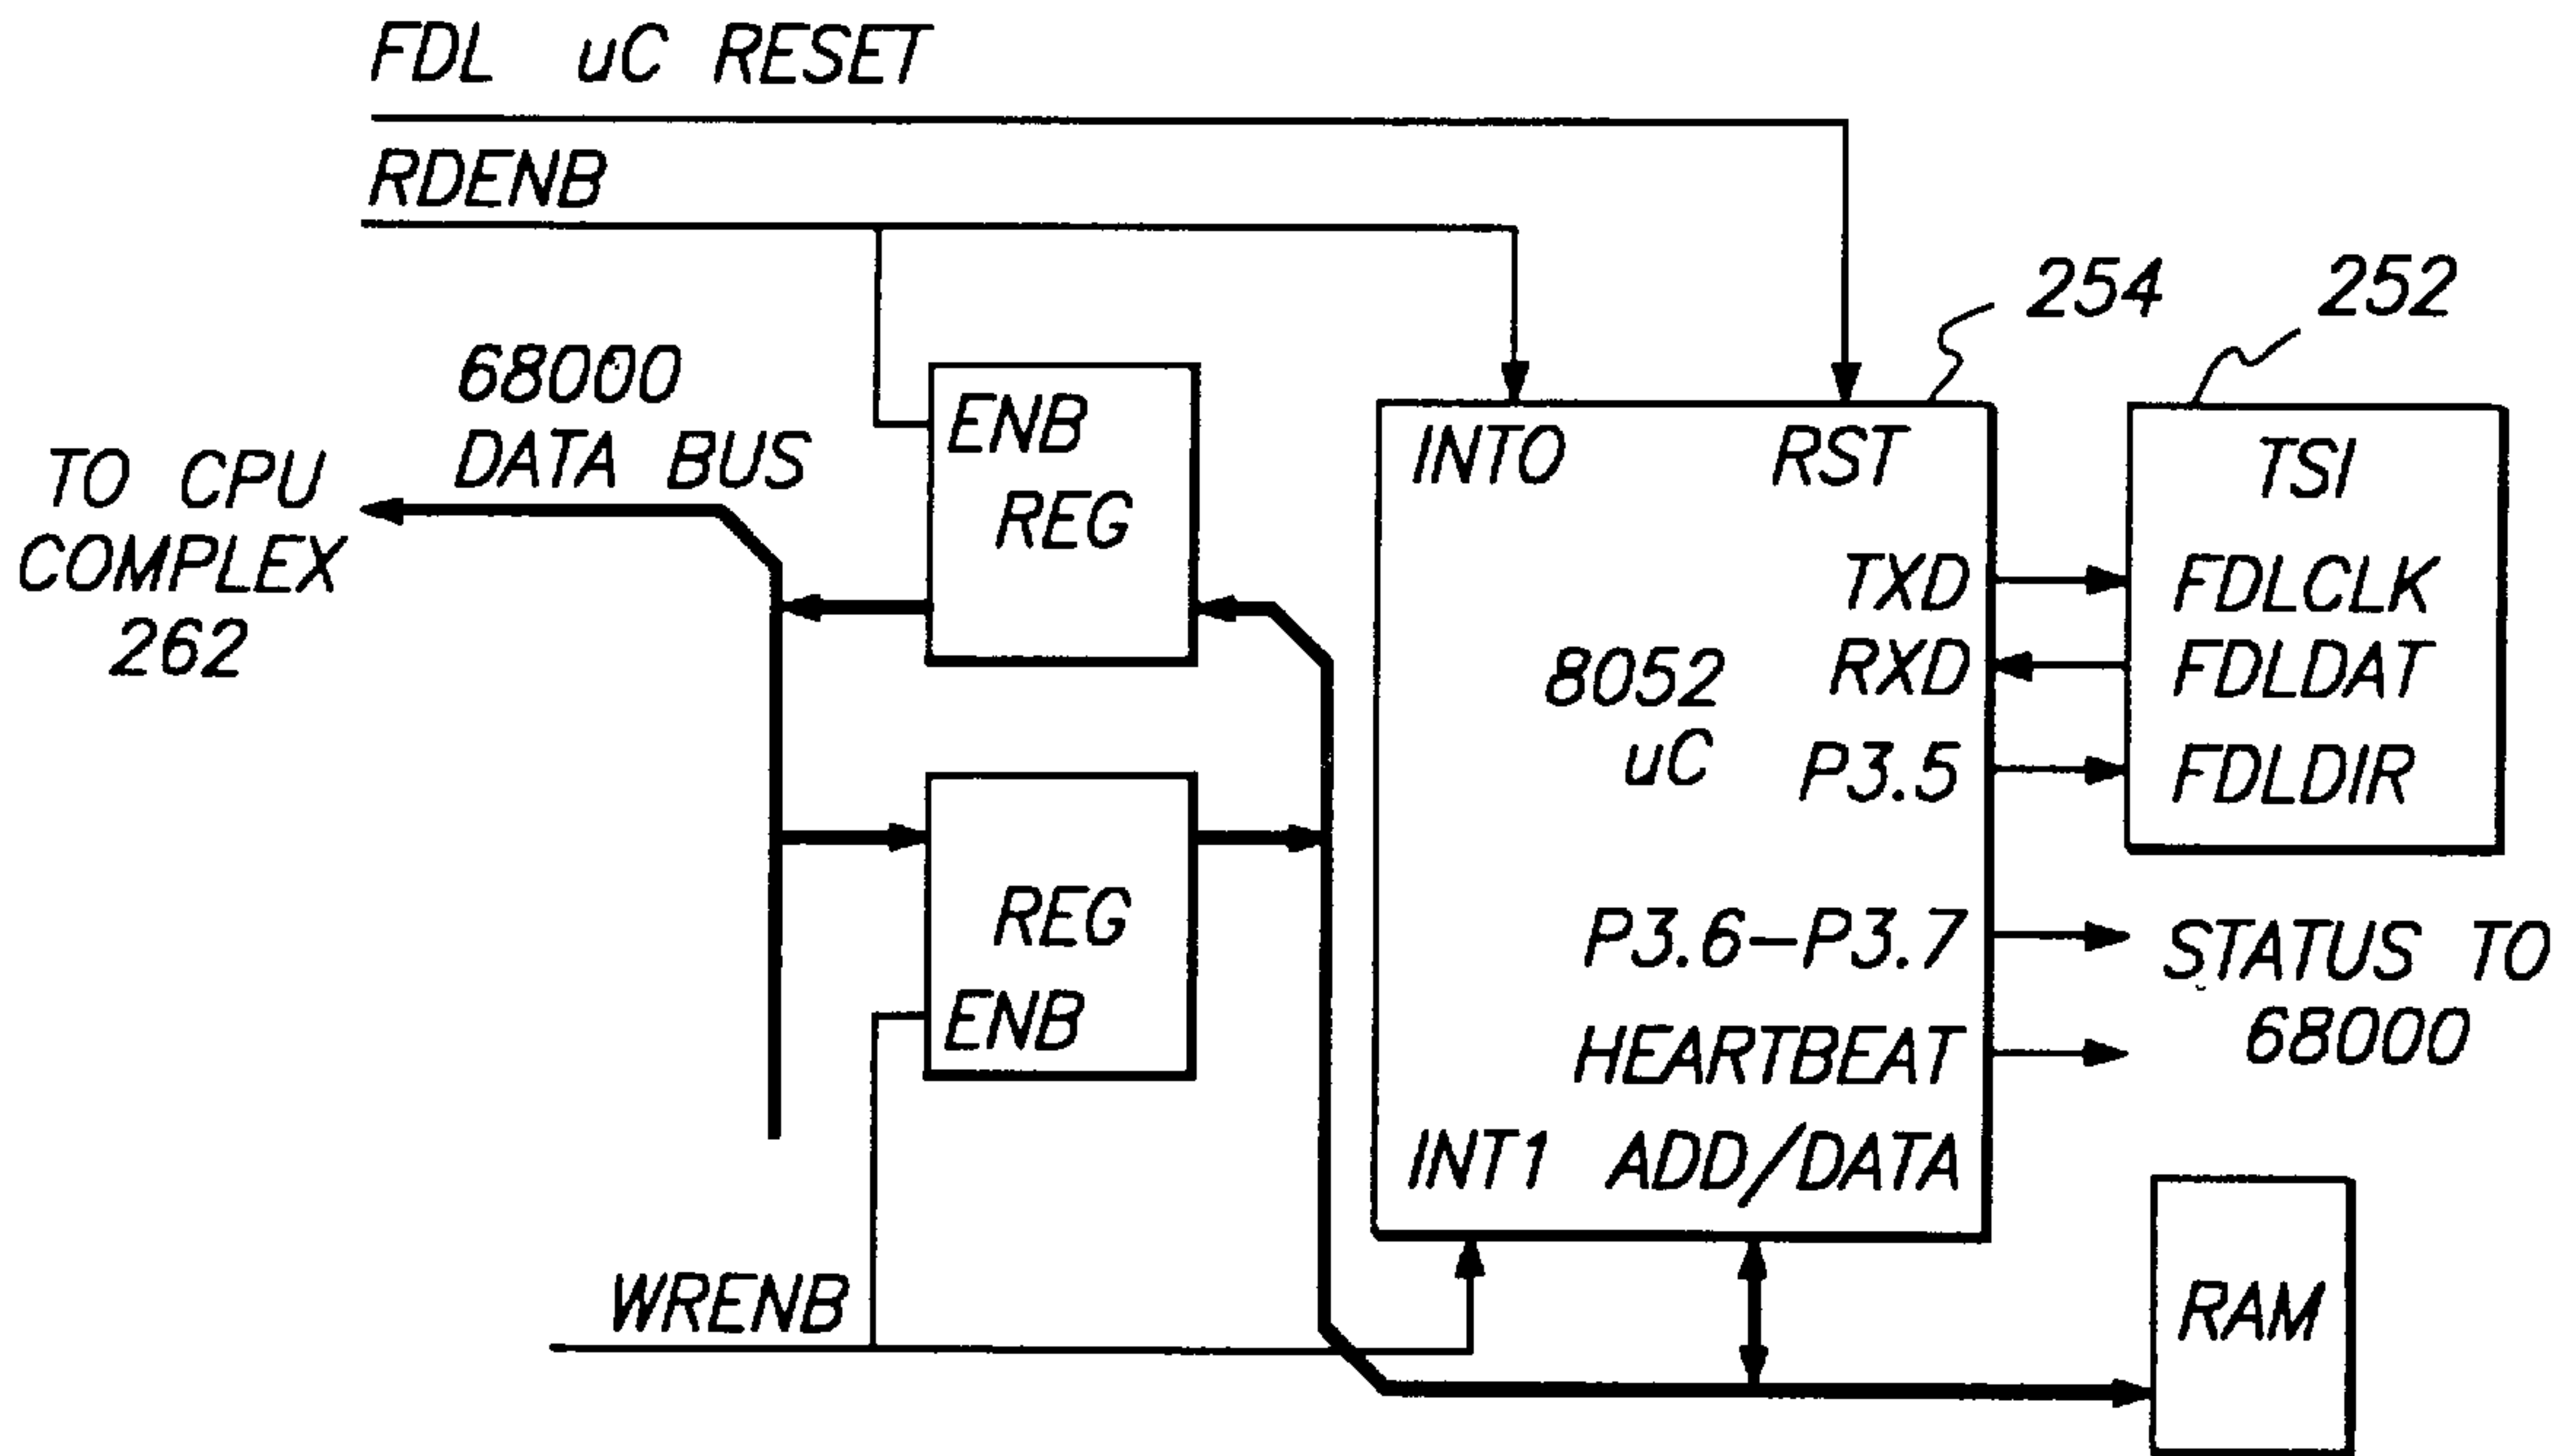 FDL uC RESET
RDENB
254
252
68000
DATA BUS
TO CPU
COMPLEX
262
ENB
REG
INTO
RST
TSI
TXD
FDLCLK
RXD
FDLDAT
8052
uC
P3.5
FDLDIR
REG
ENB
P3.6-P3.7
STATUS TO
68000
HEARTBEAT
INT1 ADD/DATA
WRENB
RAM